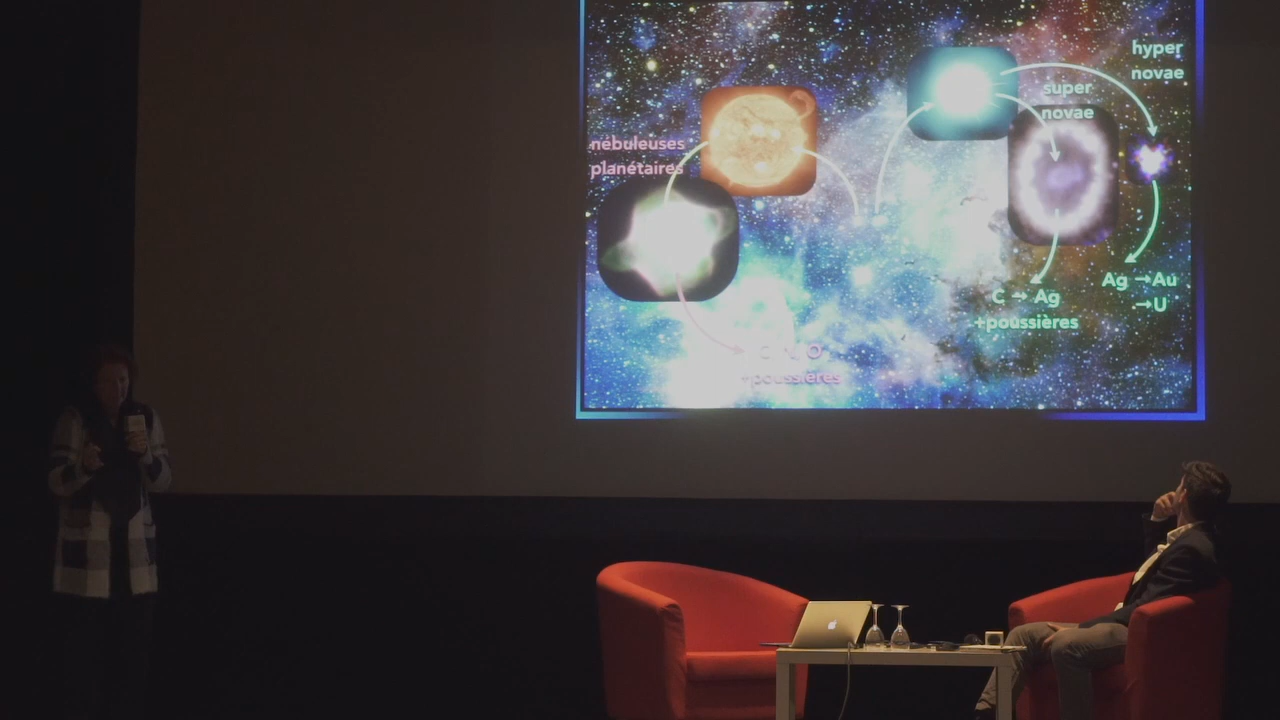 hyper
novae
super
novae
nébuleuses
planétaires
Ag →Au
→U
C → Ag
+poussières
C N O
+poussières